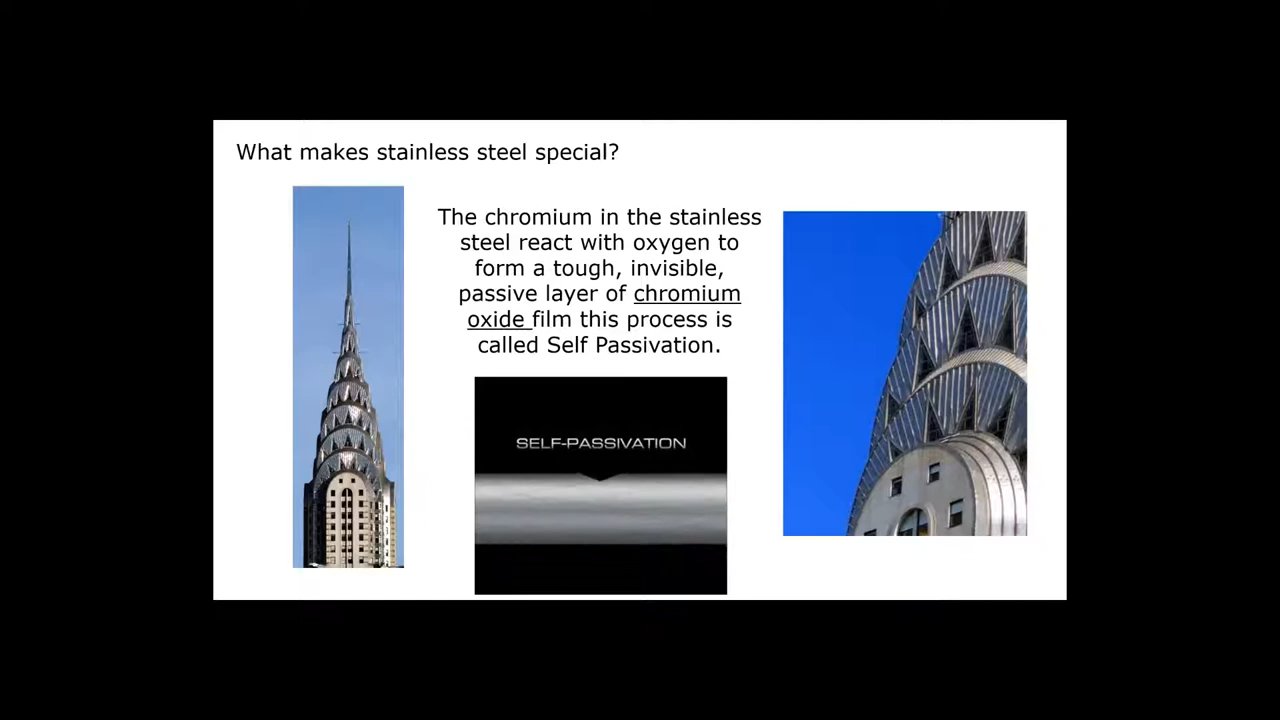 What makes stainless steel special?
The chromium in the stainless
steel react with oxygen to
form a tough, invisible,
passive layer of chromium
oxide film this process is
called Self Passivation.
SELF-PASSIVATION